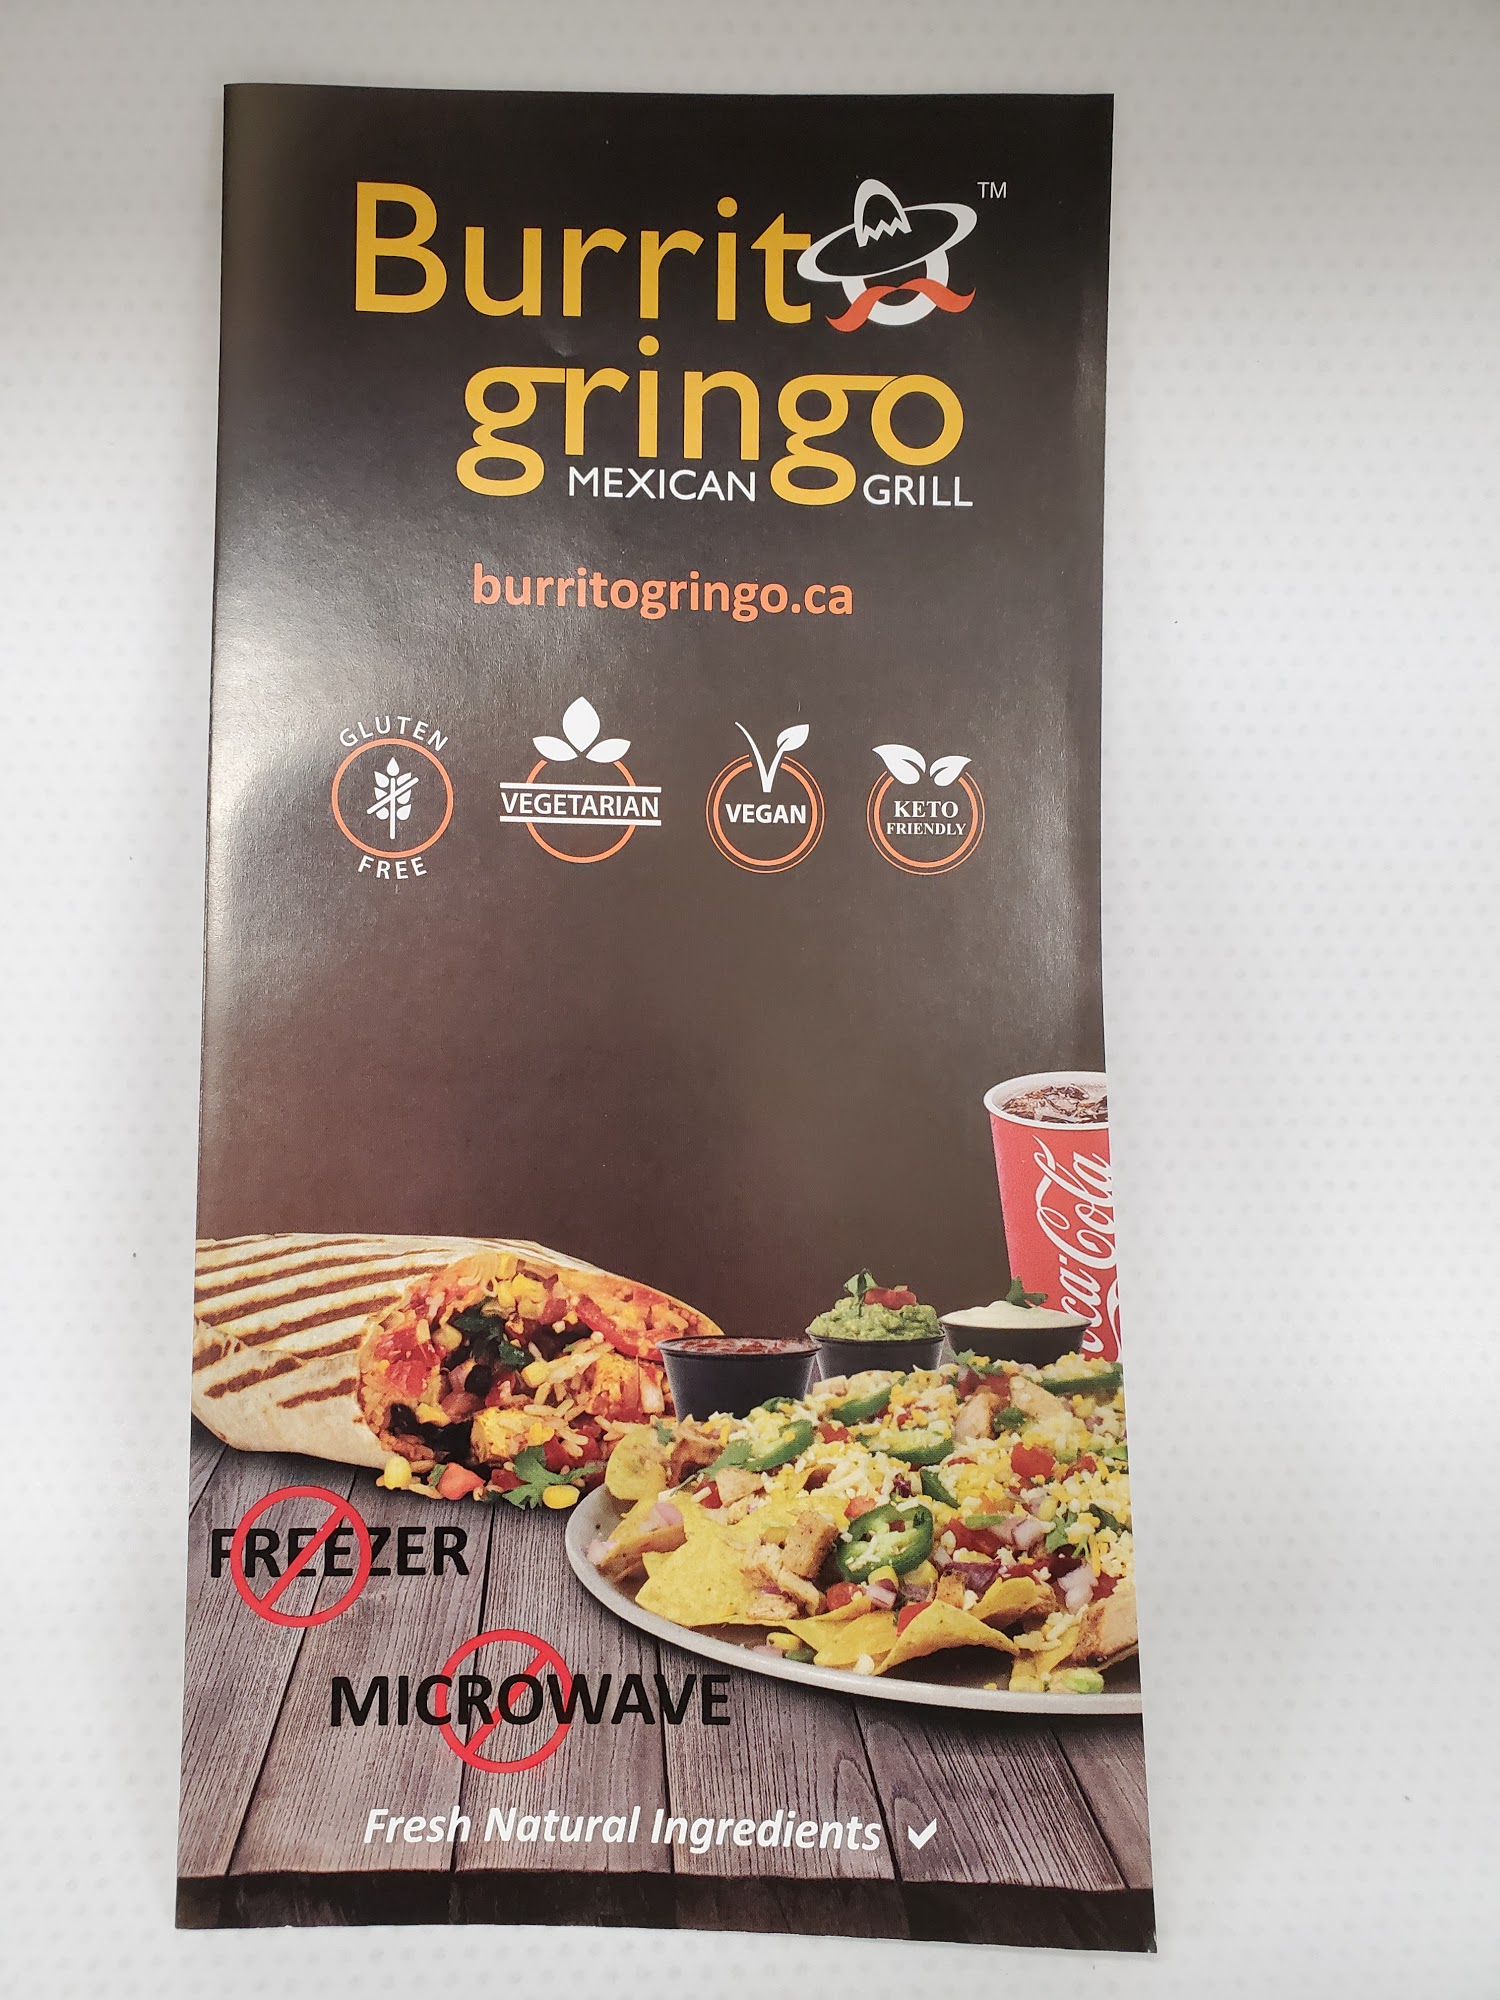 Burrito TM
gringo
MEXICAN GRILL
burritogringo.ca
GLUTEN
FREE
VEGETARIAN
VEGAN
KETO
FRIENDLY
Coca Cola
FREEZER
MICROWAVE
Fresh Natural Ingredients